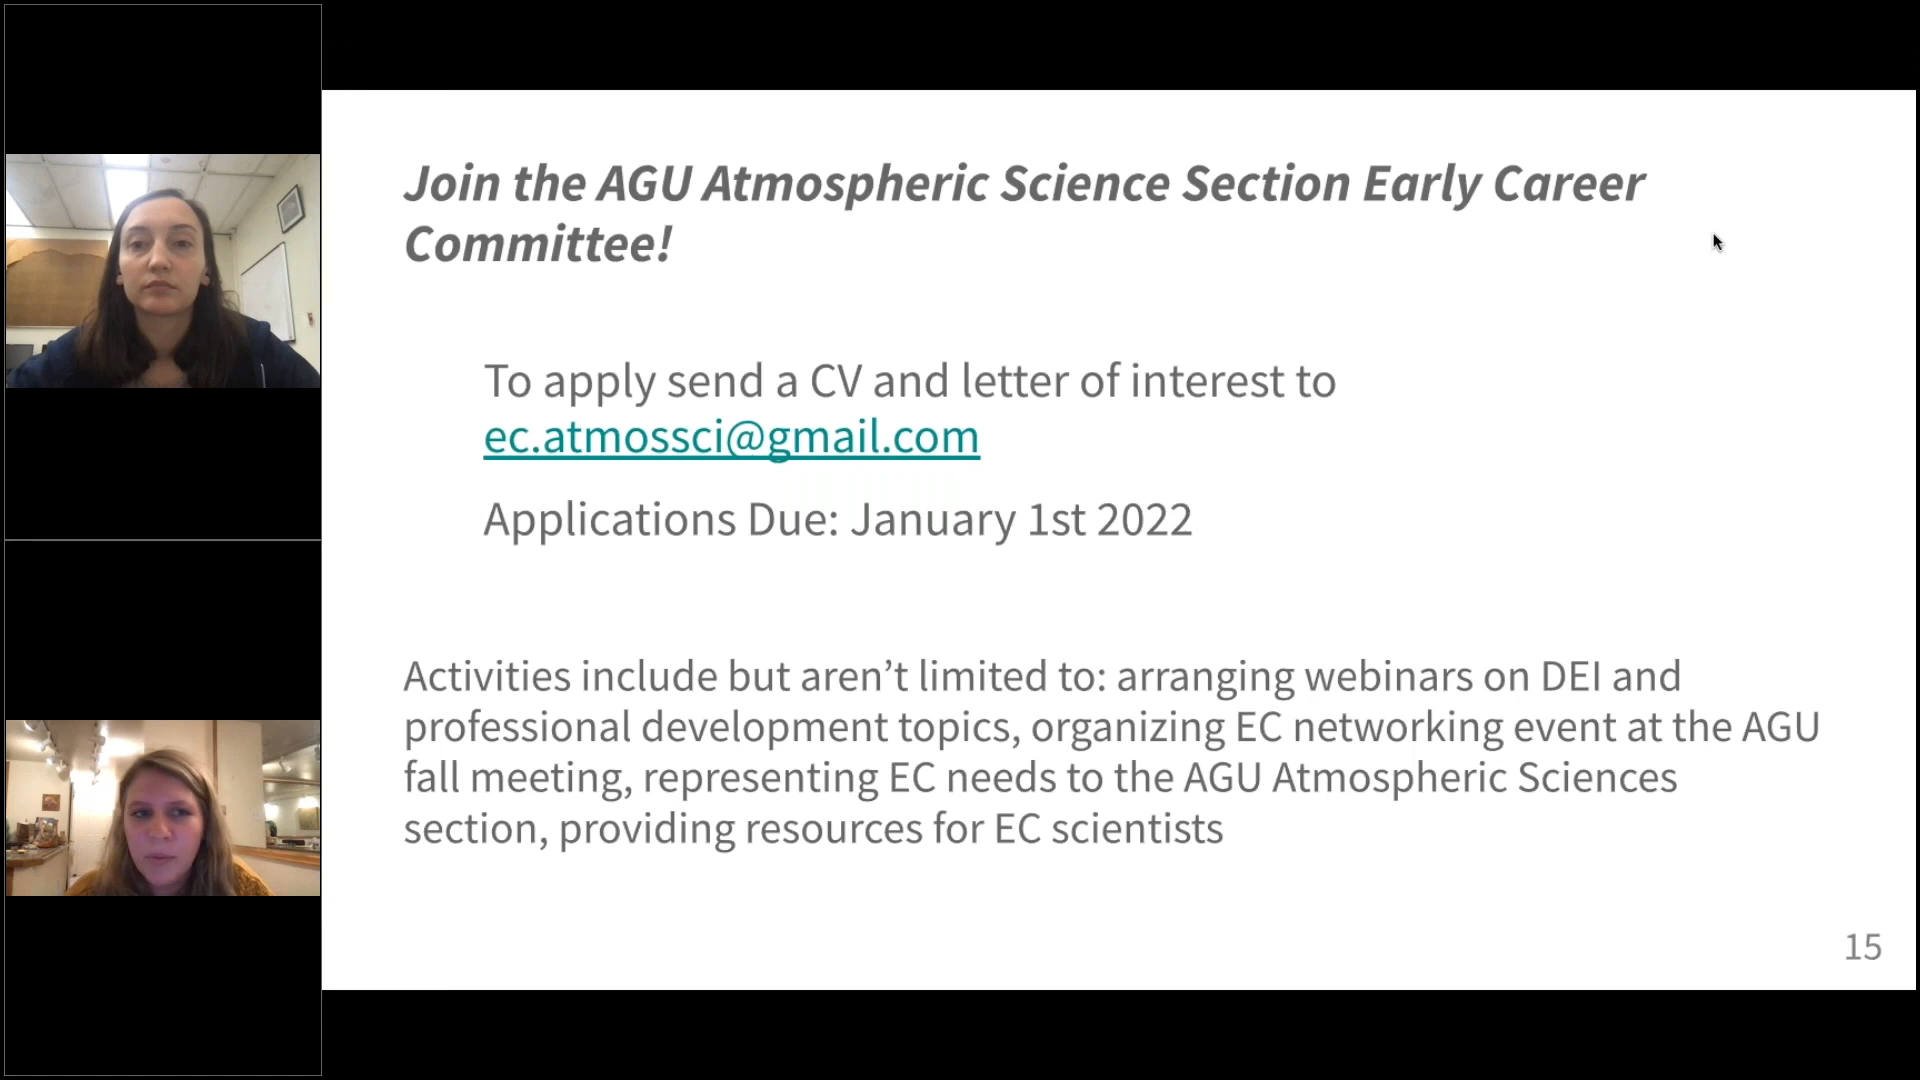 Join the AGU Atmospheric Science Section Early Career
Committee!
To apply send a CV and letter of interest to
ec.atmossci@gmail.com
Applications Due: January 1st 2022
Activities include but aren’t limited to: arranging webinars on DEI and
professional development topics, organizing EC networking event at the AGU
fall meeting, representing EC needs to the AGU Atmospheric Sciences
section, providing resources for EC scientists
15